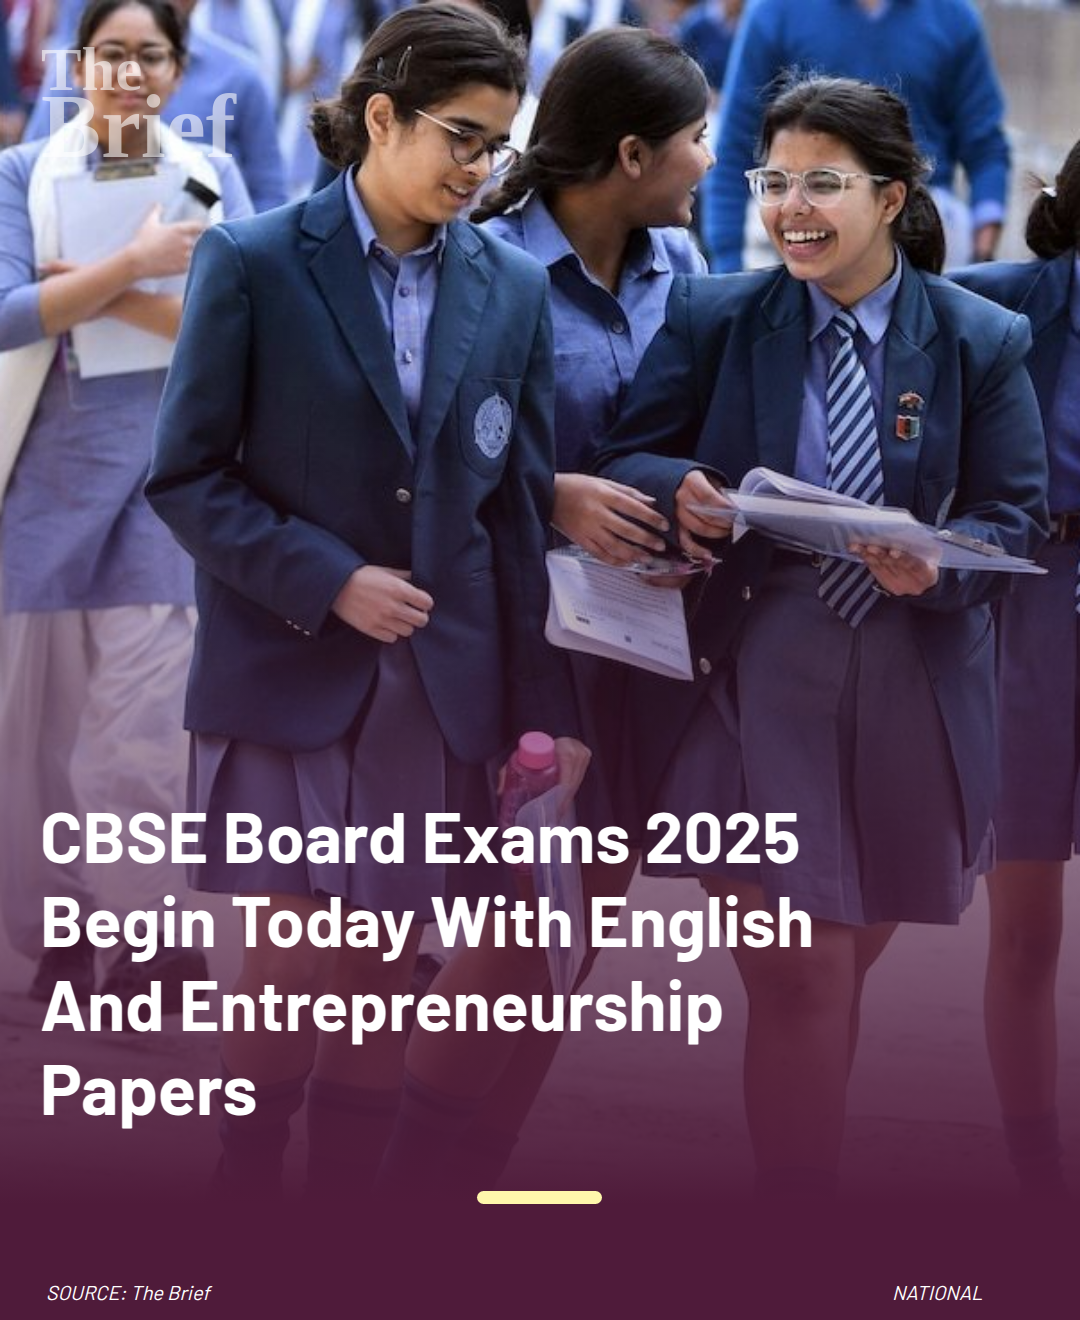 The
Brief
CBSE Board Exams 2025
Begin Today With English
And Entrepreneurship
Papers
SOURCE: The Brief
NATIONAL